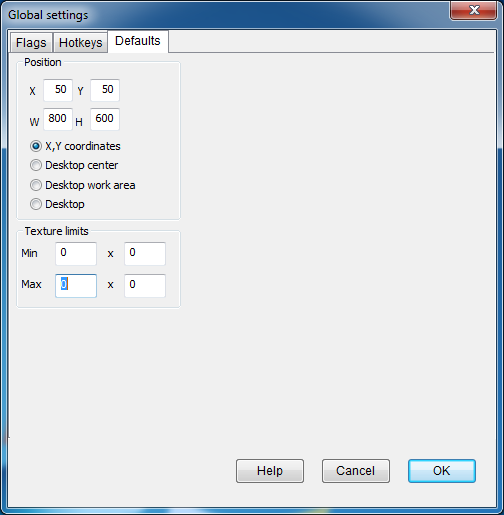 Global settings
Flags Hotkeys Defaults
Position
X 50 Y 50
W 800 H 600
X,Y coordinates
Desktop center
Desktop work area
Desktop
Texture limits
Min 0 x 0
Max 0 x 0
Help Cancel OK